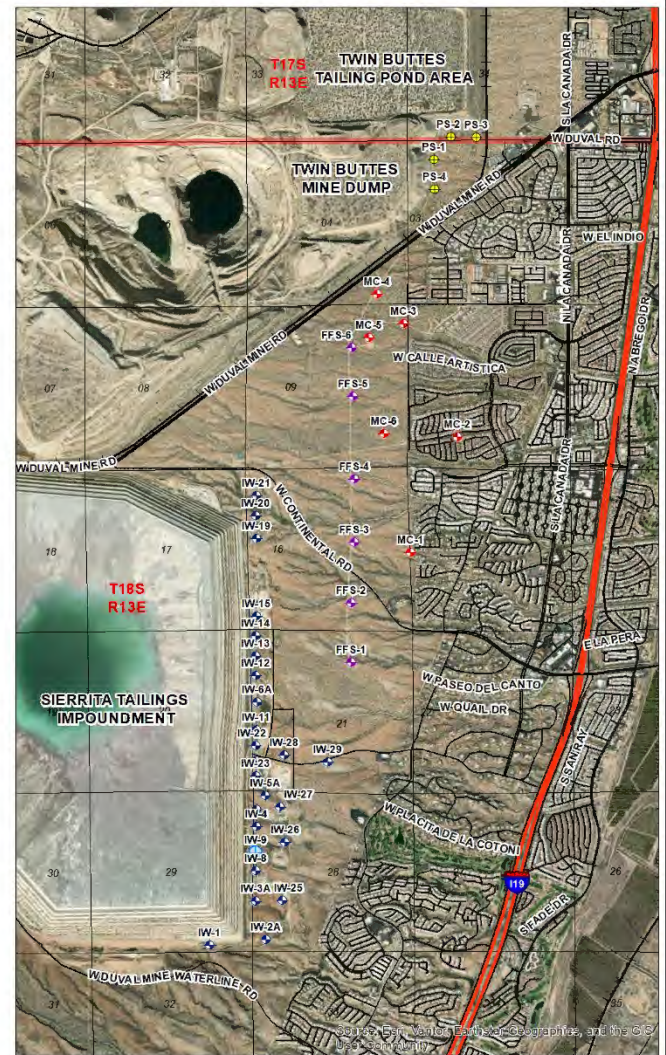 31
32
33
T17S
R13E
TWIN BUTTES
TAILING POND AREA
34
S LA CANADA DR
PS-2
PS-3
W DUVAL RD
PS-1
TWIN BUTTES
MINE DUMP
PS-4
04
03
W DUVAL MINE RD
W EL INDIO
N LA CANADA DR
N ABREGO DR
MC-4
MC-3
MC-5
FFS-6
W DUVAL MINE RD
W CALLE ARTISTICA
07
08
09
FFS-5
MC-6
MC-2
S LA CANADA DR
W DUVAL MINE RD
FFS-4
IW-21
IW-20
IW-19
W CONTINENTAL RD
18
17
16
FFS-3
MC-1
T18S
R13E
FFS-2
IW-15
IW-14
IW-13
IW-12
E LA PERA
FFS-1
W PASEO DEL CANTO
W QUAIL DR
IW-6A
SIERRITA TAILINGS
IMPOUNDMENT
IW-11
IW-22
21
S SAN RAY
IW-28
IW-29
IW-23
IW-5A
IW-27
W PLACITA DE LA COTONI
IW-4
IW-26
IW-9
IW-8
30
29
28
26
I19
IW-3A
IW-25
S FADE DR
IW-1
IW-2A
W DUVAL MINE WATERLINE RD
31
32
33
35
Source: Esri, Maxar, Earthstar Geographics, and the GIS
User Community